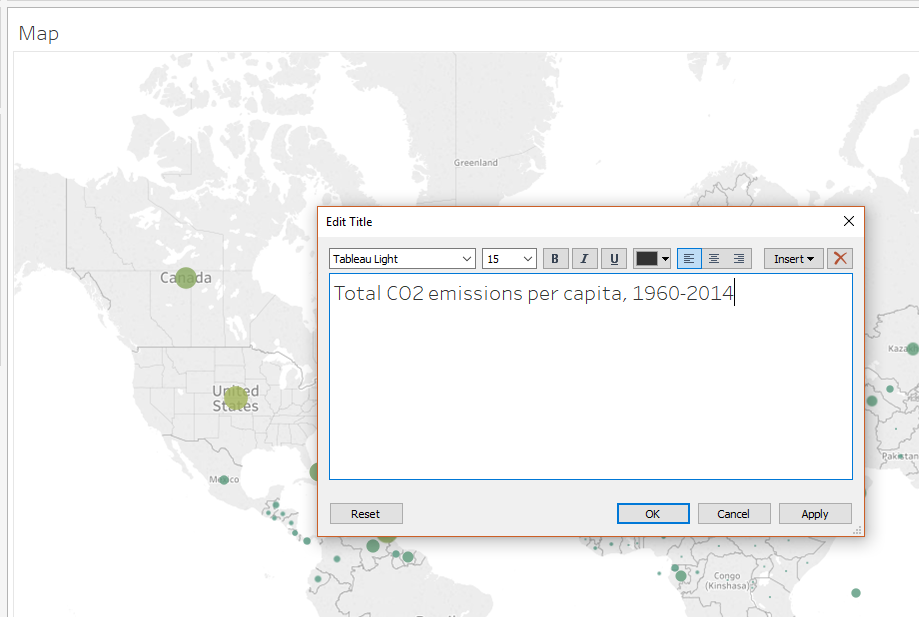 Map
Greenland
Edit Title
Tableau Light
15
B
I
U
Insert
Total CO2 emissions per capita, 1960-2014
Canada
United
States
Mexico
Kaza
Pakistan
Reset
OK
Cancel
Apply
Congo
(Kinshasa)